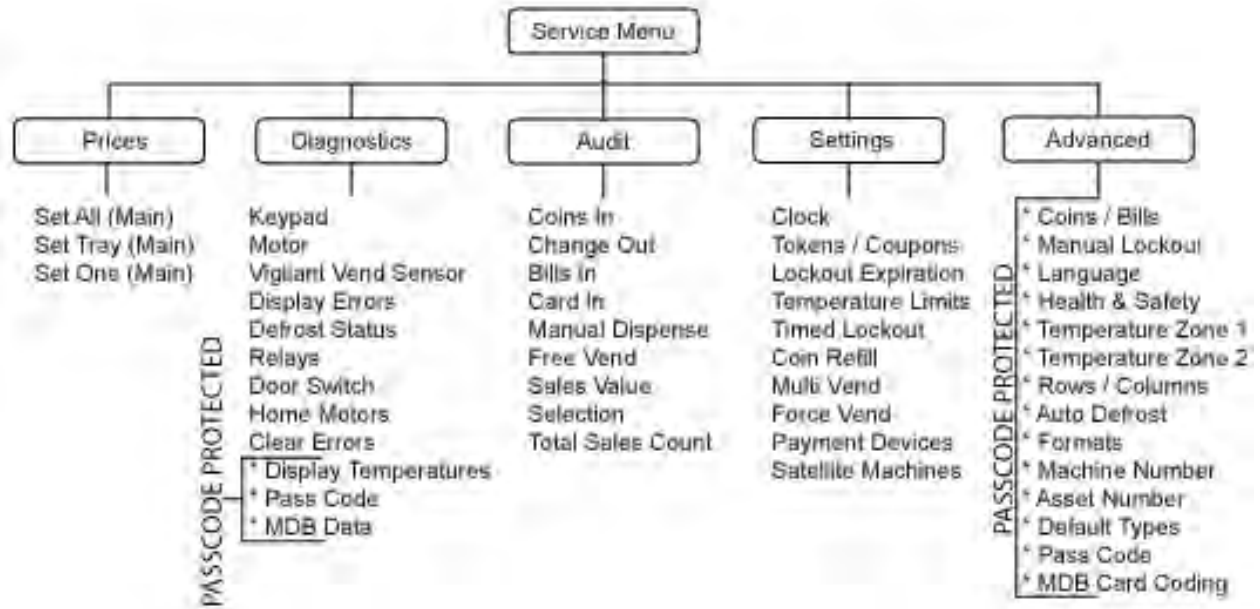 Service Menu
Prices
Diagnostics
Audit
Settings
Advanced
Set All (Main)
Set Tray (Main)
Set One (Main)
Keypad
Motor
Vigilant Vend Sensor
Display Errors
Defrost Status
Relays
Door Switch
Home Motors
Clear Errors
PASSCODE PROTECTED
* Display Temperatures
* Pass Code
* MDB Data
Coins In
Change Out
Bills In
Card In
Manual Dispense
Free Vend
Sales Value
Selection
Total Sales Count
Clock
Tokens / Coupons
Lockout Expiration
Temperature Limits
Timed Lockout
Coin Refill
Multi Vend
Force Vend
Payment Devices
Satellite Machines
PASSCODE PROTECTED
* Coins / Bills
* Manual Lockout
* Language
* Health & Safety
* Temperature Zone 1
* Temperature Zone 2
* Rows / Columns
* Auto Defrost
* Formats
* Machine Number
* Asset Number
* Default Types
* Pass Code
* MDB Card Coding